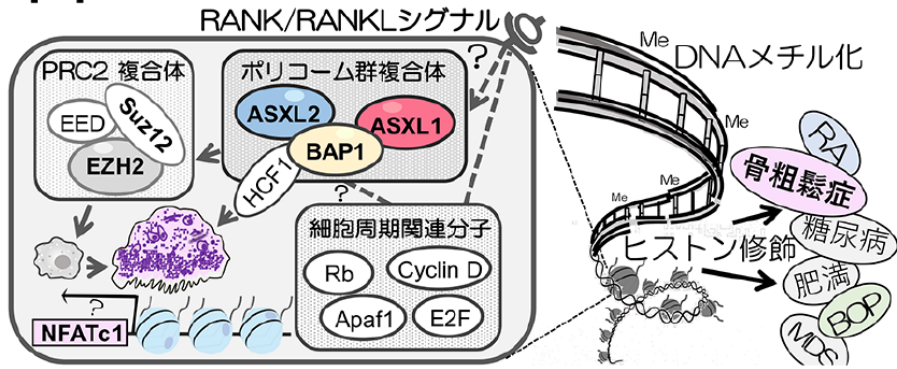 RANK/RANKLシグナル
?
PRC2 複合体
EED
Suz12
EZH2
ポリコーム群複合体
ASXL2
ASXL1
BAP1
HCF1
?
細胞周期関連分子
Rb
Cyclin D
Apaf1
E2F
?
NFATc1
Me
DNAメチル化
Me
Me
Me
ヒストン修飾
RA
骨粗鬆症
糖尿病
肥満
BOP
MDS